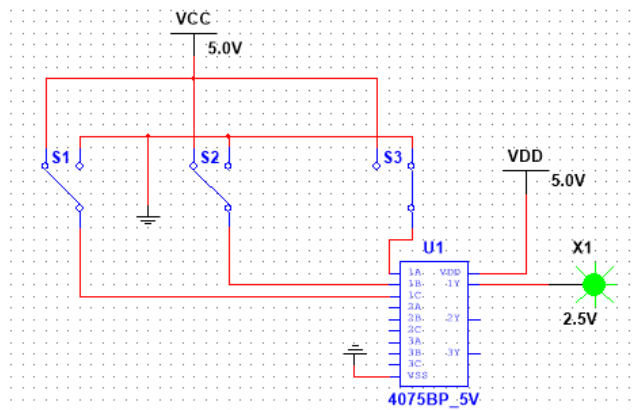 VCC
5.0V
S1
S2
S3
VDD
5.0V
U1
X1
1A VDD
1B 1Y
1C
2A
2B 2Y
2C
3A
3B 3Y
3C
VSS
2.5V
4075BP_5V